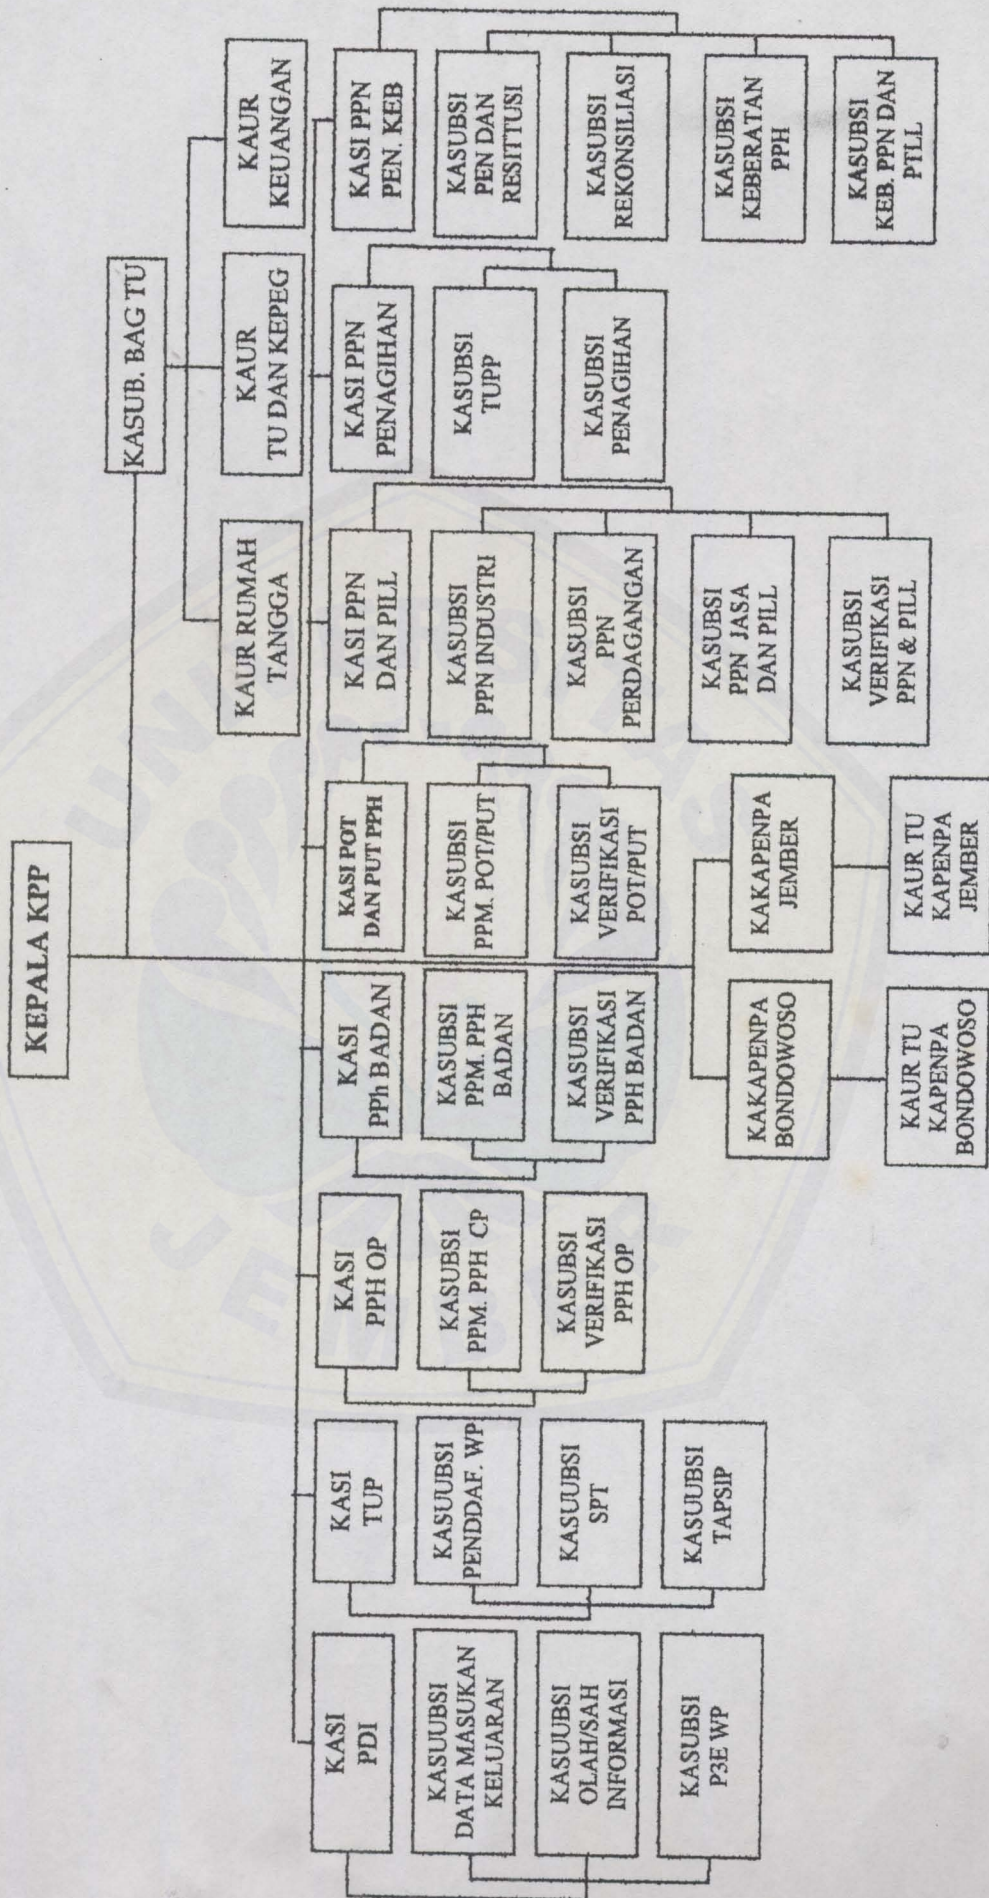 KEPALA KPP
KASUB. BAG TU
KAUR RUMAH
TANGGA
KAUR
TU DAN KEPEG
KAUR
KEUANGAN
KASI
PDI
KASI
TUP
KASI
PPH OP
KASI
PPh BADAN
KASI POT
DAN PUT PPH
KASI PPN
DAN PILL
KASI PPN
PENAGIHAN
KASI PPN
PEN. KEB
KASUUBSI
DATA MASUKAN
KELUARAN
KASUUBSI
PENDDAF. WP
KASUBSI
PPM. PPH CP
KASUBSI
PPM. PPH
BADAN
KASUBSI
PPM. POT/PUT
KASUBSI
PPN INDUSTRI
KASUBSI
TUPP
KASUBSI
PEN DAN
RESITTUSI
KASUUBSI
OLAH/SAH
INFORMASI
KASUUBSI
SPT
KASUBSI
VERIFIKASI
PPH OP
KASUBSI
VERIFIKASI
PPH BADAN
KASUBSI
VERIFIKASI
POT/PUT
KASUBSI
PPN
PERDAGANGAN
KASUBSI
PENAGIHAN
KASUBSI
REKONSILIASI
KASUBSI
P3E WP
KASUUBSI
TAPSIP
KAKAPENPA
BONDOWOSO
KAKAPENPA
JEMBER
KASUBSI
PPN JASA
DAN PILL
KASUBSI
KEBERATAN
PPH
KAUR TU
KAPENPA
BONDOWOSO
KAUR TU
KAPENPA
JEMBER
KASUBSI
VERIFIKASI
PPN & PILL
KASUBSI
KEB. PPN DAN
PTLL
UNIVERSITAS
JEMBER